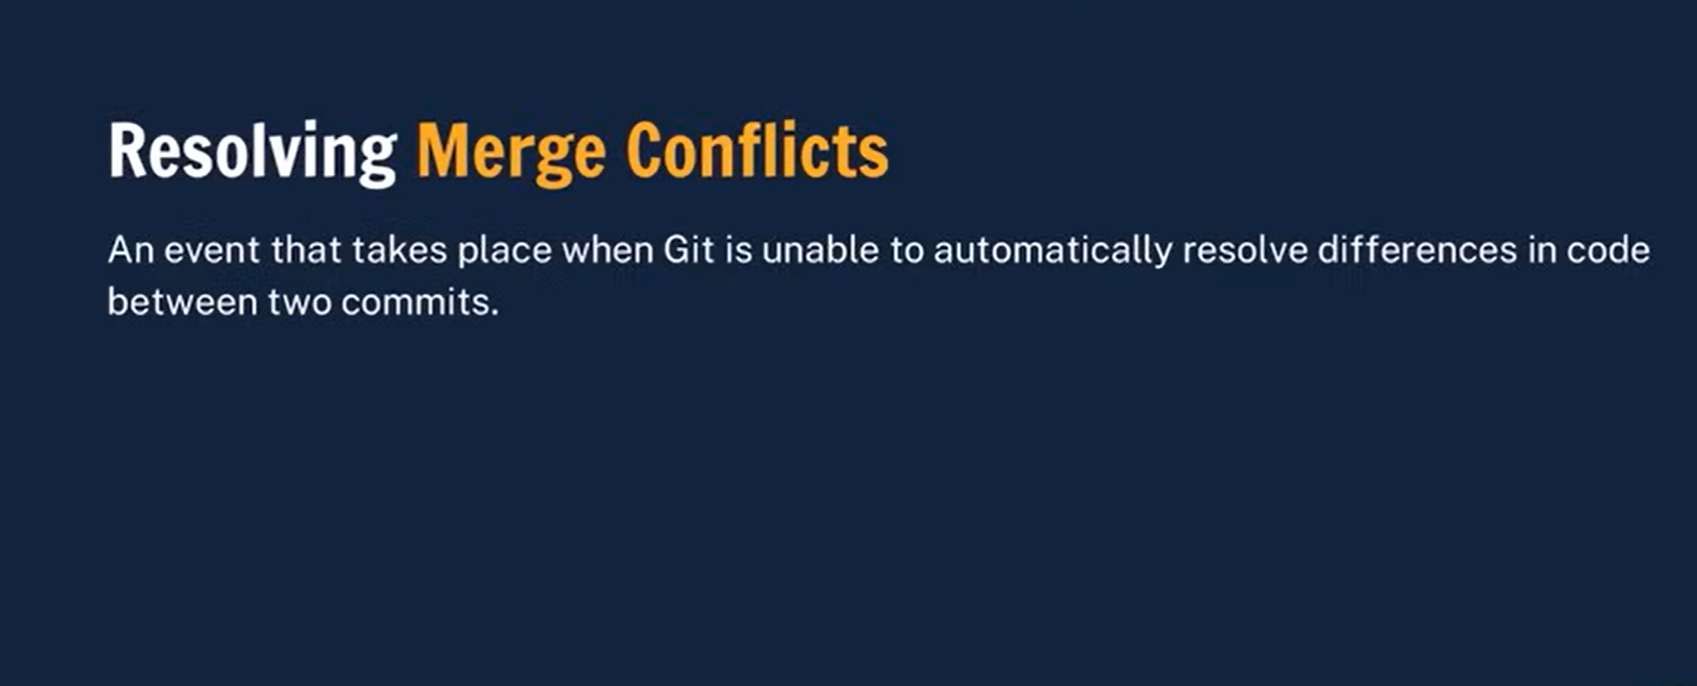 Resolving Merge Conflicts
An event that takes place when Git is unable to automatically resolve differences in code
between two commits.